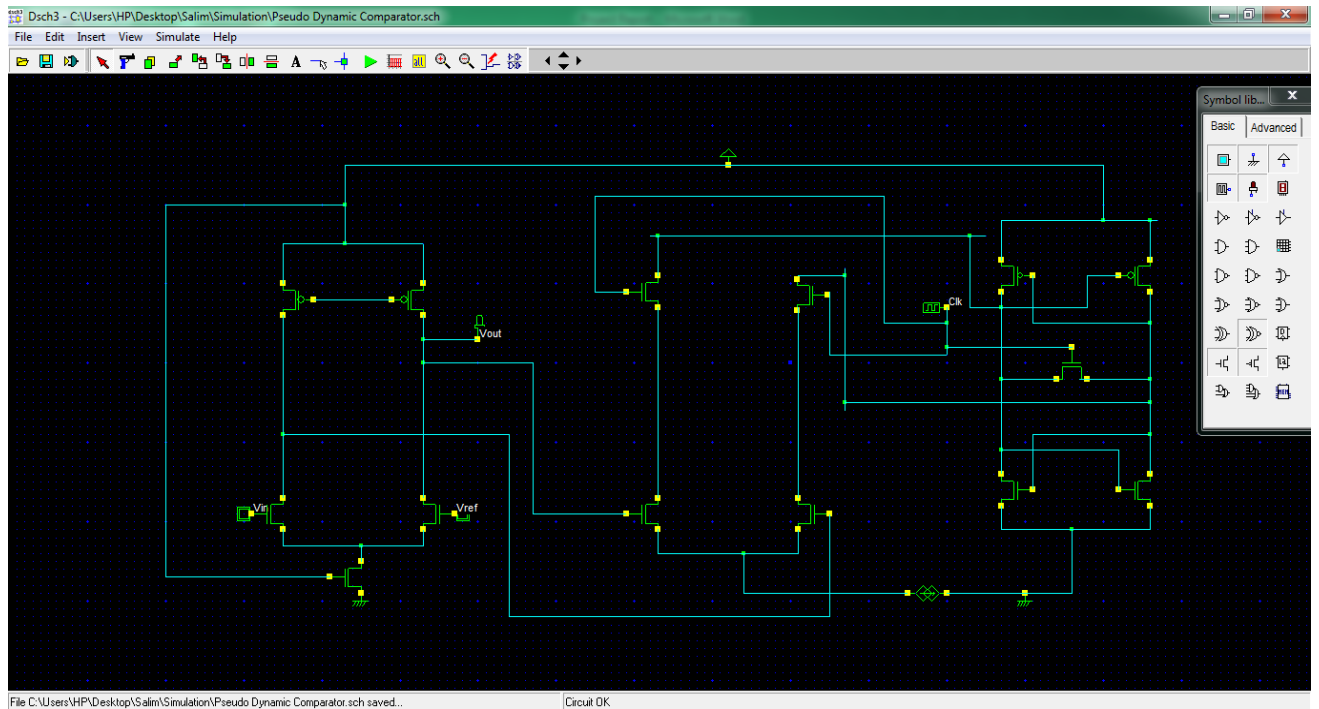 Dsch3 - C:\Users\HP\Desktop\Salim\Simulation\Pseudo Dynamic Comparator.sch
File Edit Insert View Simulate Help
A
Symbol lib...
Basic Advanced
Clk
Vout
Vin
Vref
File C:\Users\HP\Desktop\Salim\Simulation\Pseudo Dynamic Comparator.sch saved... Circuit OK